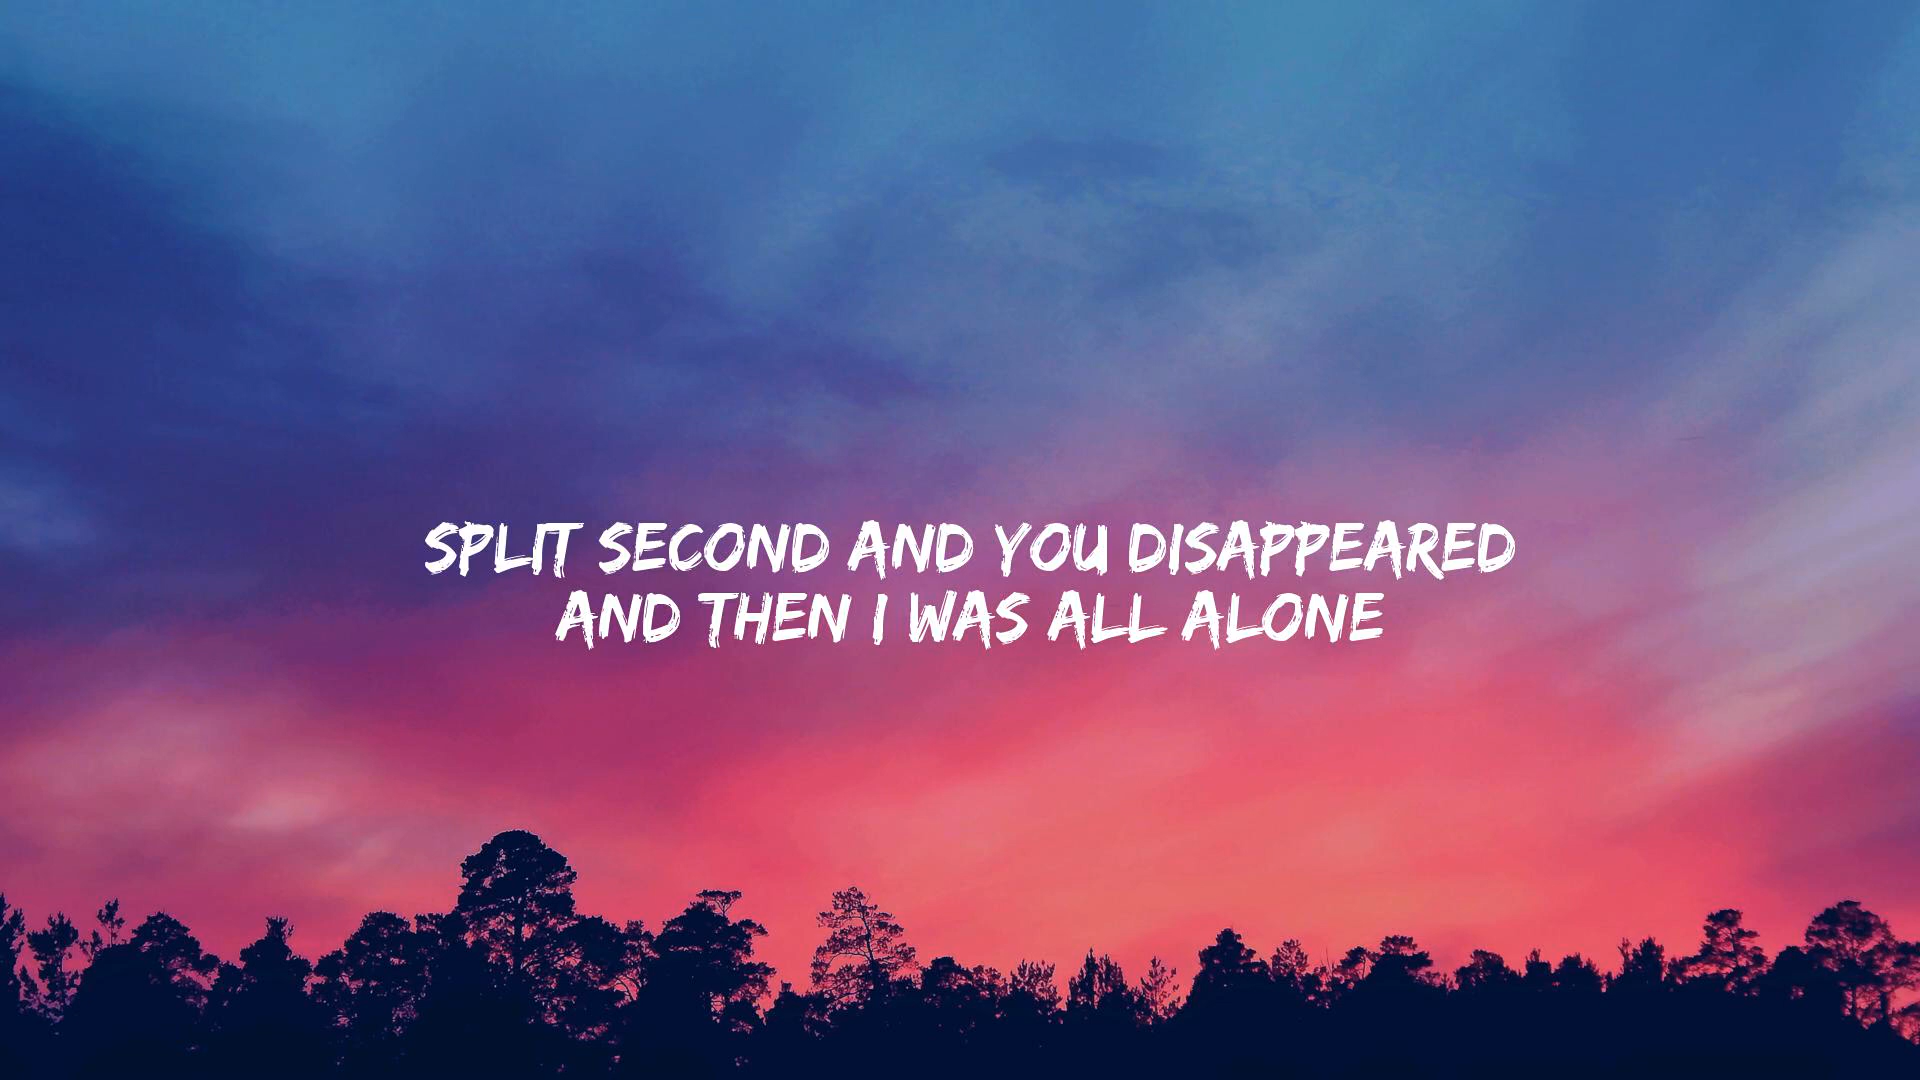 SPLIT SECOND AND YOU DISAPPEARED
AND THEN I WAS ALL ALONE